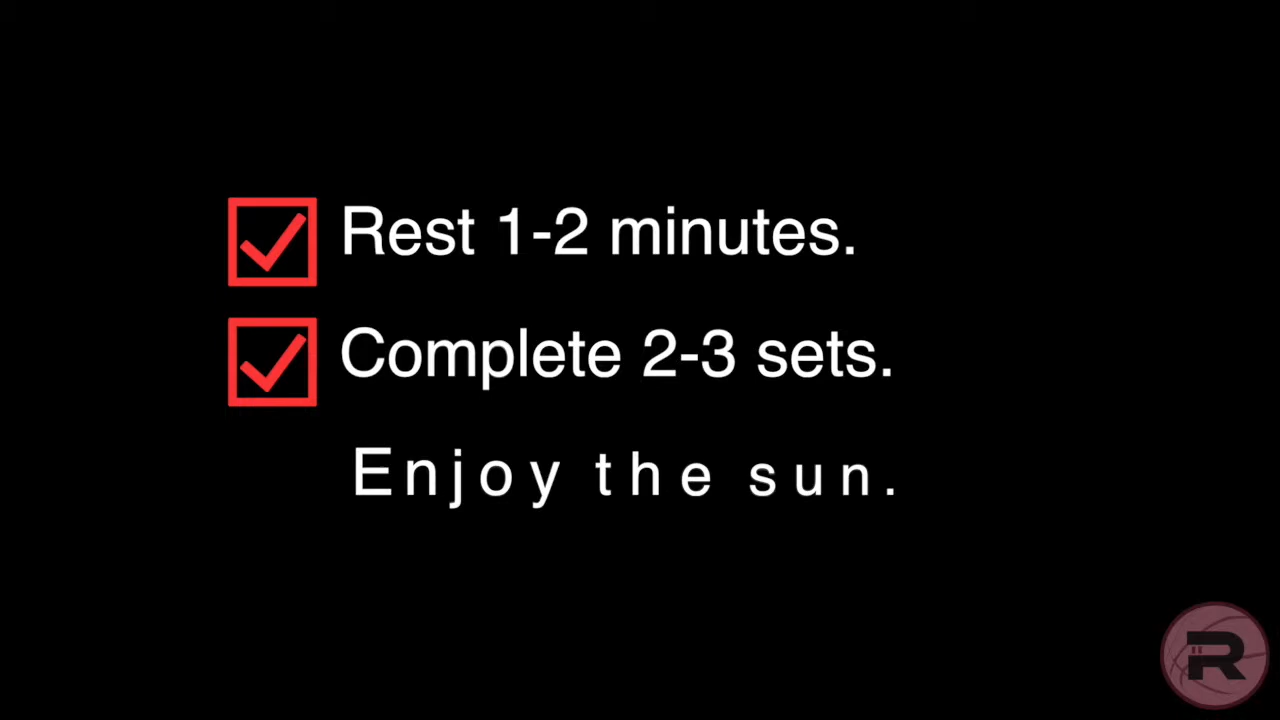 Rest 1-2 minutes.
Complete 2-3 sets.
Enjoy the sun.
R